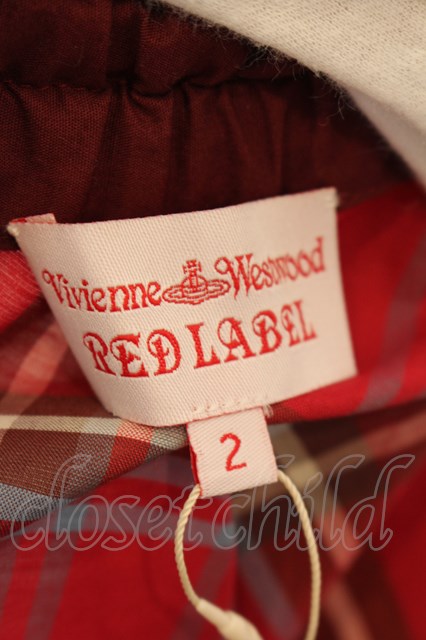 Vivienne Westwood
RED LABEL
2
closetchild